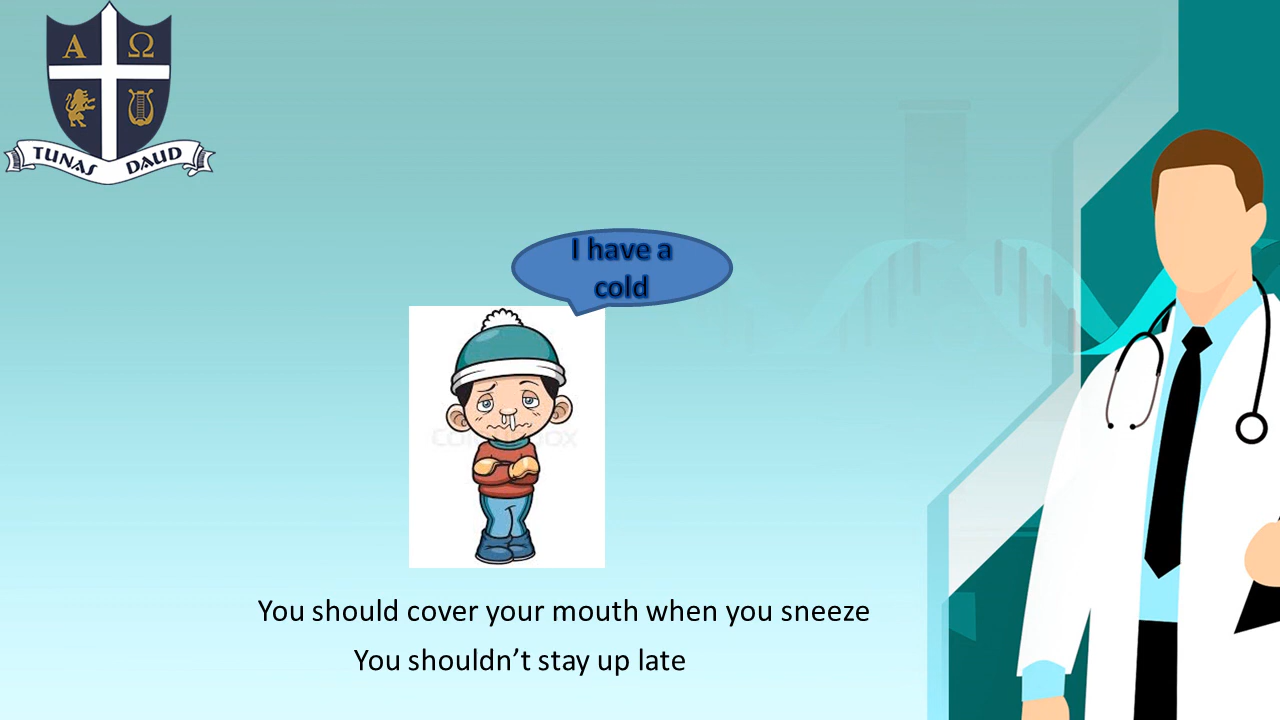 Α Ω
TUNAS DAUD
I have a
cold
You should cover your mouth when you sneeze
You shouldn’t stay up late